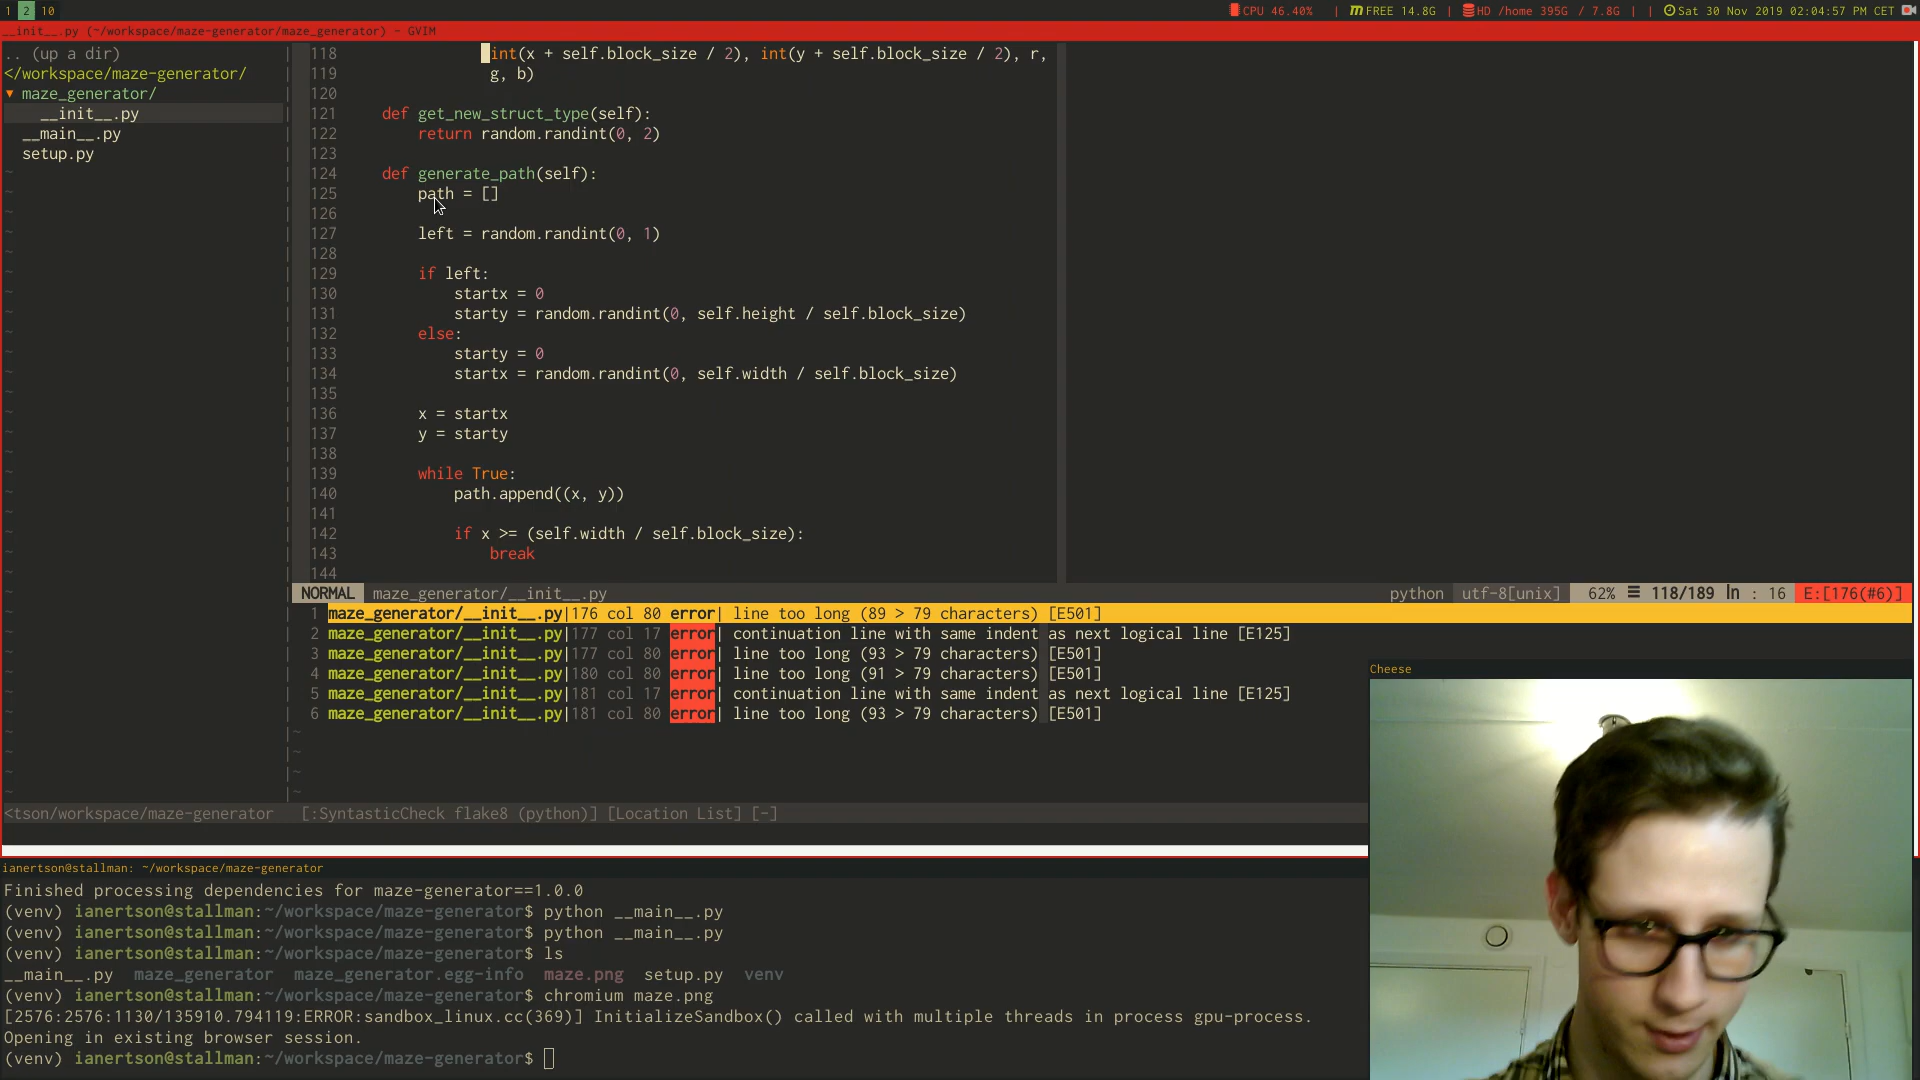 1 2 10 CPU 46.40% | FREE 14.8G | HD /home 395G / 7.8G | | Sat 30 Nov 2019 02:04:57 PM CET
__init__.py (~/workspace/maze-generator/maze_generator) - GVIM
.. (up a dir)
</workspace/maze-generator/
▼ maze_generator/
__init__.py
__main__.py
setup.py
118 int(x + self.block_size / 2), int(y + self.block_size / 2), r,
119 g, b)
120
121 def get_new_struct_type(self):
122 return random.randint(0, 2)
123
124 def generate_path(self):
125 path = []
126
127 left = random.randint(0, 1)
128
129 if left:
130 startx = 0
131 starty = random.randint(0, self.height / self.block_size)
132 else:
133 starty = 0
134 startx = random.randint(0, self.width / self.block_size)
135
136 x = startx
137 y = starty
138
139 while True:
140 path.append((x, y))
141
142 if x >= (self.width / self.block_size):
143 break
144
NORMAL maze_generator/__init__.py python utf-8[unix] 62% ☰ 118/189 ln : 16 E:[176(#6)]
1 maze_generator/__init__.py|176 col 80 error| line too long (89 > 79 characters) [E501]
2 maze_generator/__init__.py|177 col 17 error| continuation line with same indent as next logical line [E125]
3 maze_generator/__init__.py|177 col 80 error| line too long (93 > 79 characters) [E501]
4 maze_generator/__init__.py|180 col 80 error| line too long (91 > 79 characters) [E501]
5 maze_generator/__init__.py|181 col 17 error| continuation line with same indent as next logical line [E125]
6 maze_generator/__init__.py|181 col 80 error| line too long (93 > 79 characters) [E501]
<tson/workspace/maze-generator [:SyntasticCheck flake8 (python)] [Location List] [-]
Cheese
ianertson@stallman: ~/workspace/maze-generator
Finished processing dependencies for maze-generator==1.0.0
(venv) ianertson@stallman:~/workspace/maze-generator$ python __main__.py
(venv) ianertson@stallman:~/workspace/maze-generator$ python __main__.py
(venv) ianertson@stallman:~/workspace/maze-generator$ ls
__main__.py maze_generator maze_generator.egg-info maze.png setup.py venv
(venv) ianertson@stallman:~/workspace/maze-generator$ chromium maze.png
[2576:2576:1130/135910.794119:ERROR:sandbox_linux.cc(369)] InitializeSandbox() called with multiple threads in process gpu-process.
Opening in existing browser session.
(venv) ianertson@stallman:~/workspace/maze-generator$